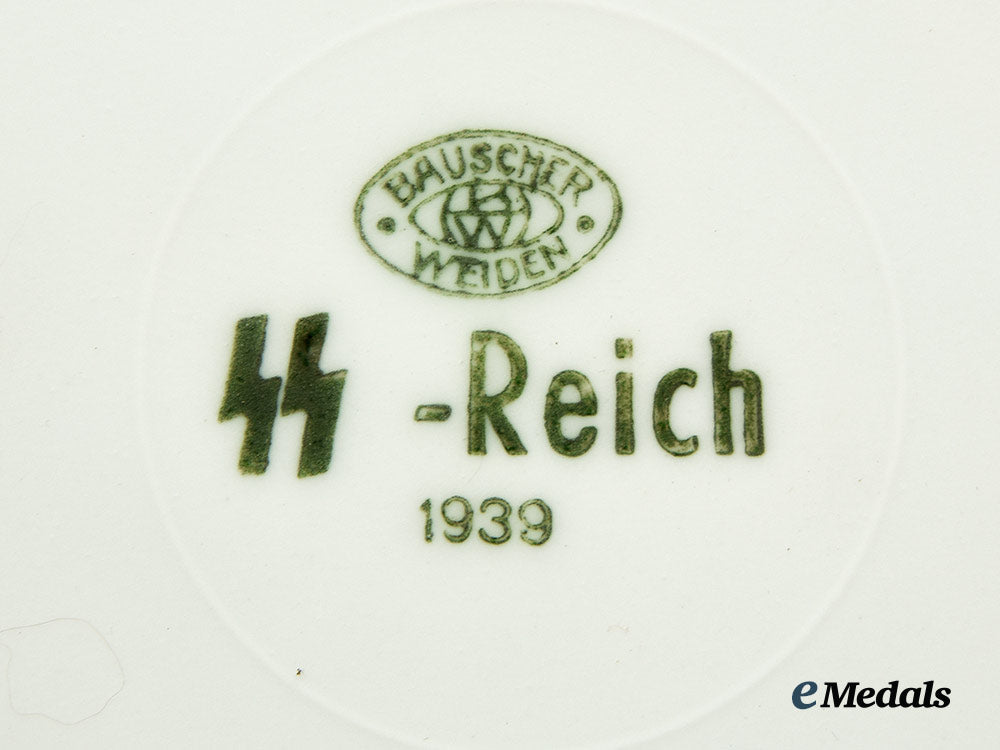 BAUSCHER
BW
WEIDEN
SS -Reich
1939
eMedals